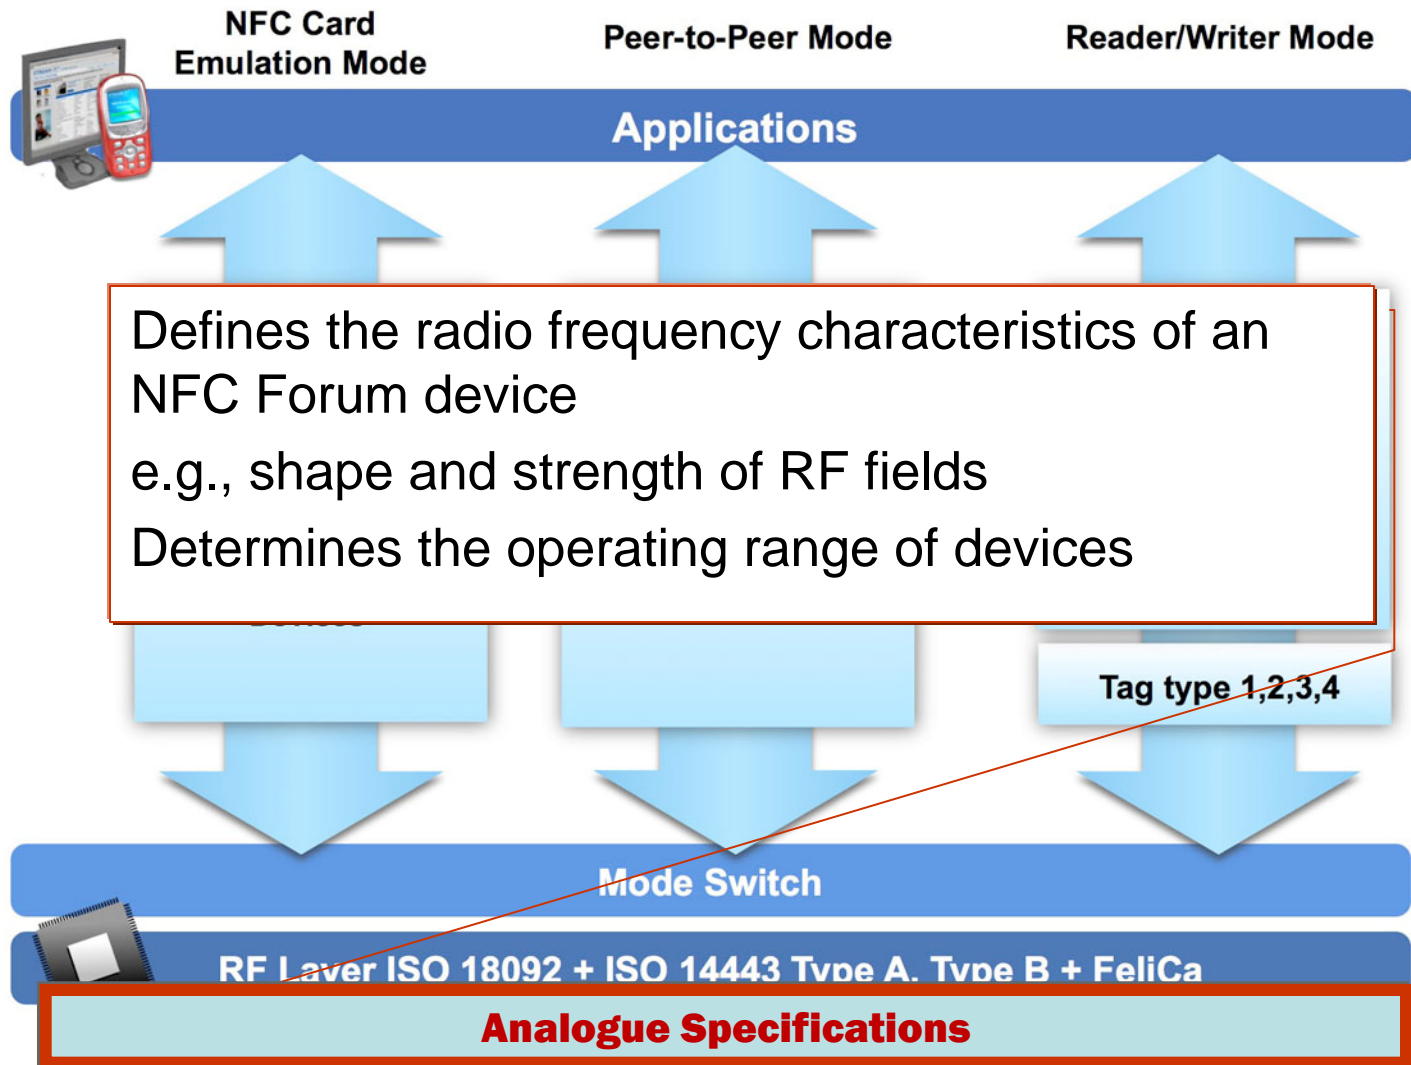 NFC Card
Emulation Mode
Peer-to-Peer Mode
Reader/Writer Mode
Applications
Defines the radio frequency characteristics of an
NFC Forum device
e.g., shape and strength of RF fields
Determines the operating range of devices
Tag type 1,2,3,4
Mode Switch
RF Layer ISO 18092 + ISO 14443 Type A, Type B + FeliCa
Analogue Specifications